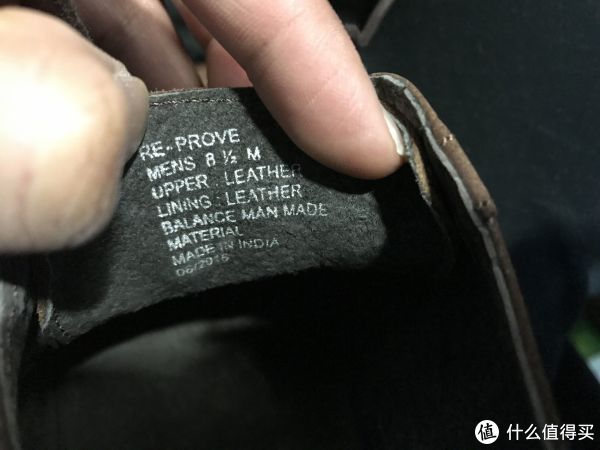 RE-PROVE
MENS 8 ½ M
UPPER LEATHER
LINING LEATHER
BALANCE MAN MADE
MATERIAL
MADE IN INDIA
06/2016
值 什么值得买